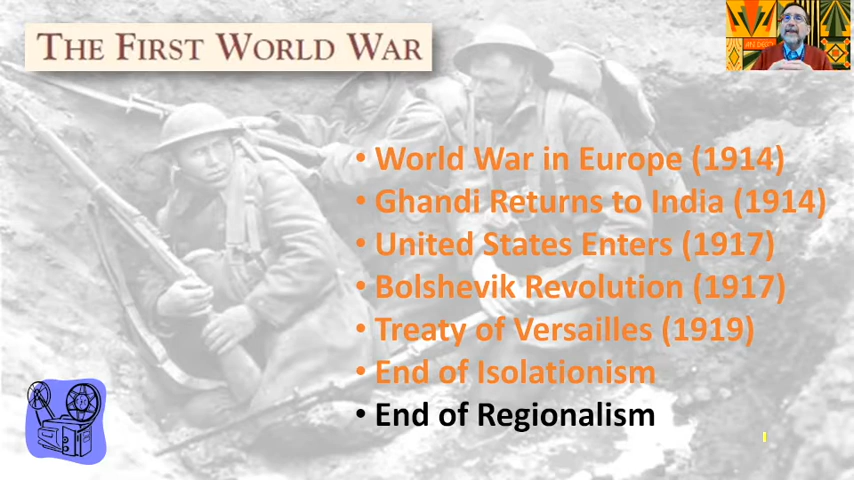 THE FIRST WORLD WAR
• World War in Europe (1914)
• Ghandi Returns to India (1914)
• United States Enters (1917)
• Bolshevik Revolution (1917)
• Treaty of Versailles (1919)
• End of Isolationism
• End of Regionalism